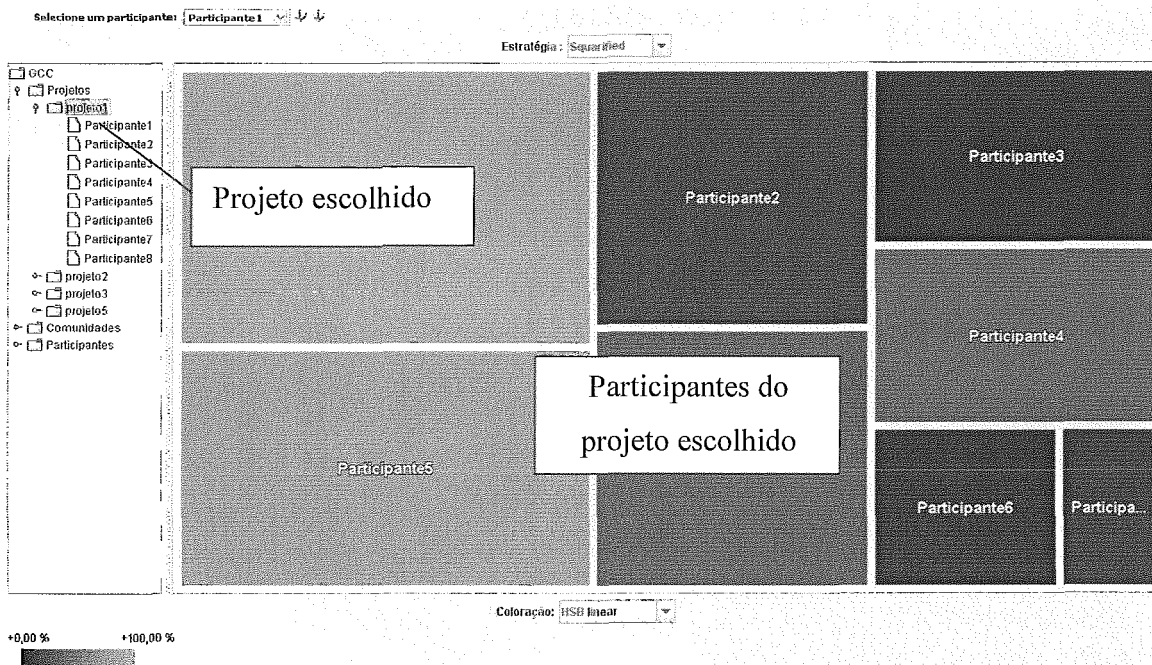 Selecione um participante: Participante1
Estratégia : Squarified
GCC
Projetos
projeto1
Participante1
Participante2
Participante3
Participante4
Participante5
Participante6
Participante7
Participante8
projeto2
projeto3
projeto5
Comunidades
Participantes
Projeto escolhido
Participante2
Participante3
Participante4
Participantes do
projeto escolhido
Participante5
Participante6
Participa...
Coloração: HSB linear
+0,00 % +100,00 %